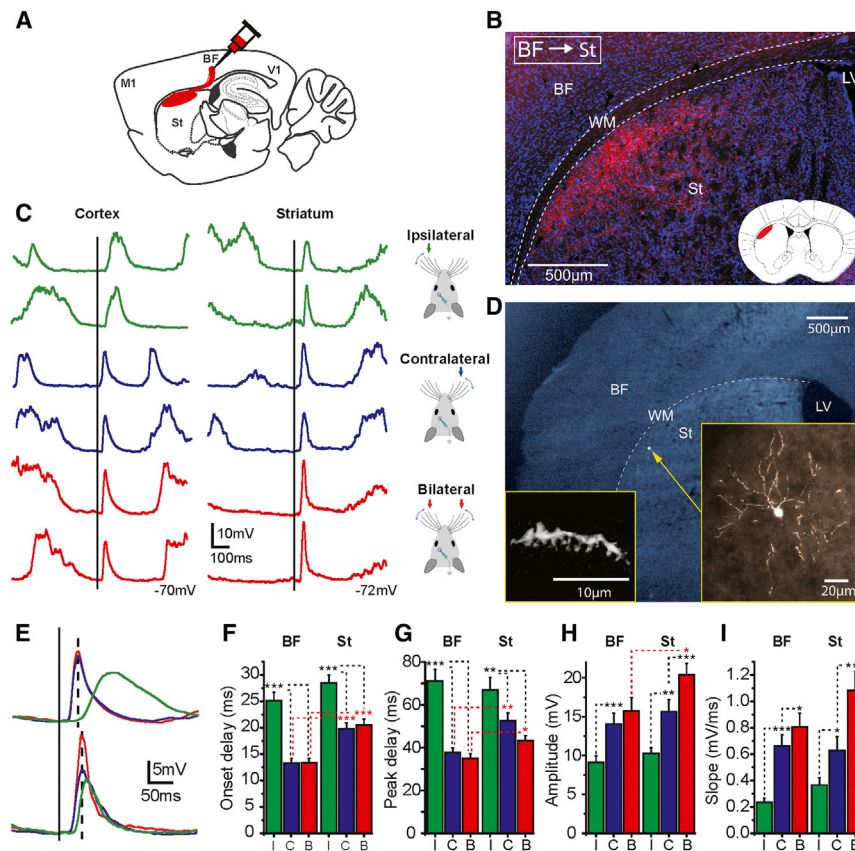 A
BF
M1
V1
St
B
BF → St
BF
LV
WM
St
500µm
C
Cortex
Striatum
Ipsilateral
Contralateral
Bilateral
10mV
100ms
-70mV
-72mV
D
500µm
BF
WM
St
LV
10µm
20µm
E
5mV
50ms
F
BF St
Onset delay (ms)
30
25
20
15
10
5
0
*** ***
***
***
I C B I C B
G
BF St
Peak delay (ms)
80
60
40
20
0
*** **
**
*
I C B I C B
H
BF St
Amplitude (mV)
20
15
10
5
0
*
***
*** **
I C B I C B
I
BF St
Slope (mV/ms)
1.2
1.0
0.8
0.6
0.4
0.2
0.0
**
*
*** *
I C B I C B